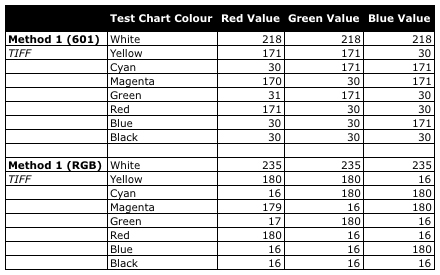 Test Chart Colour Red Value Green Value Blue Value
Method 1 (601) White 218 218 218
TIFF Yellow 171 171 30
Cyan 30 171 171
Magenta 170 30 171
Green 31 171 30
Red 171 30 30
Blue 30 30 171
Black 30 30 30
Method 1 (RGB) White 235 235 235
TIFF Yellow 180 180 16
Cyan 16 180 180
Magenta 179 16 180
Green 17 180 16
Red 180 16 16
Blue 16 16 180
Black 16 16 16